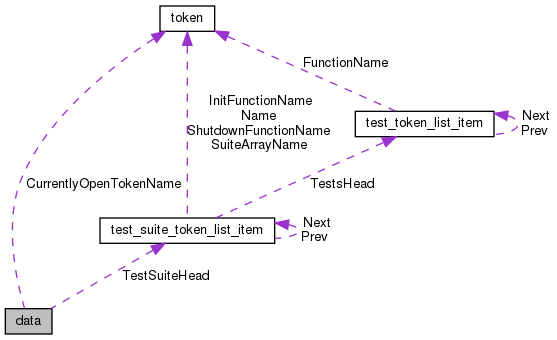 token
FunctionName
InitFunctionName
Name
ShutdownFunctionName
SuiteArrayName
test_token_list_item
Next
Prev
CurrentlyOpenTokenName
TestsHead
test_suite_token_list_item
Next
Prev
TestSuiteHead
data